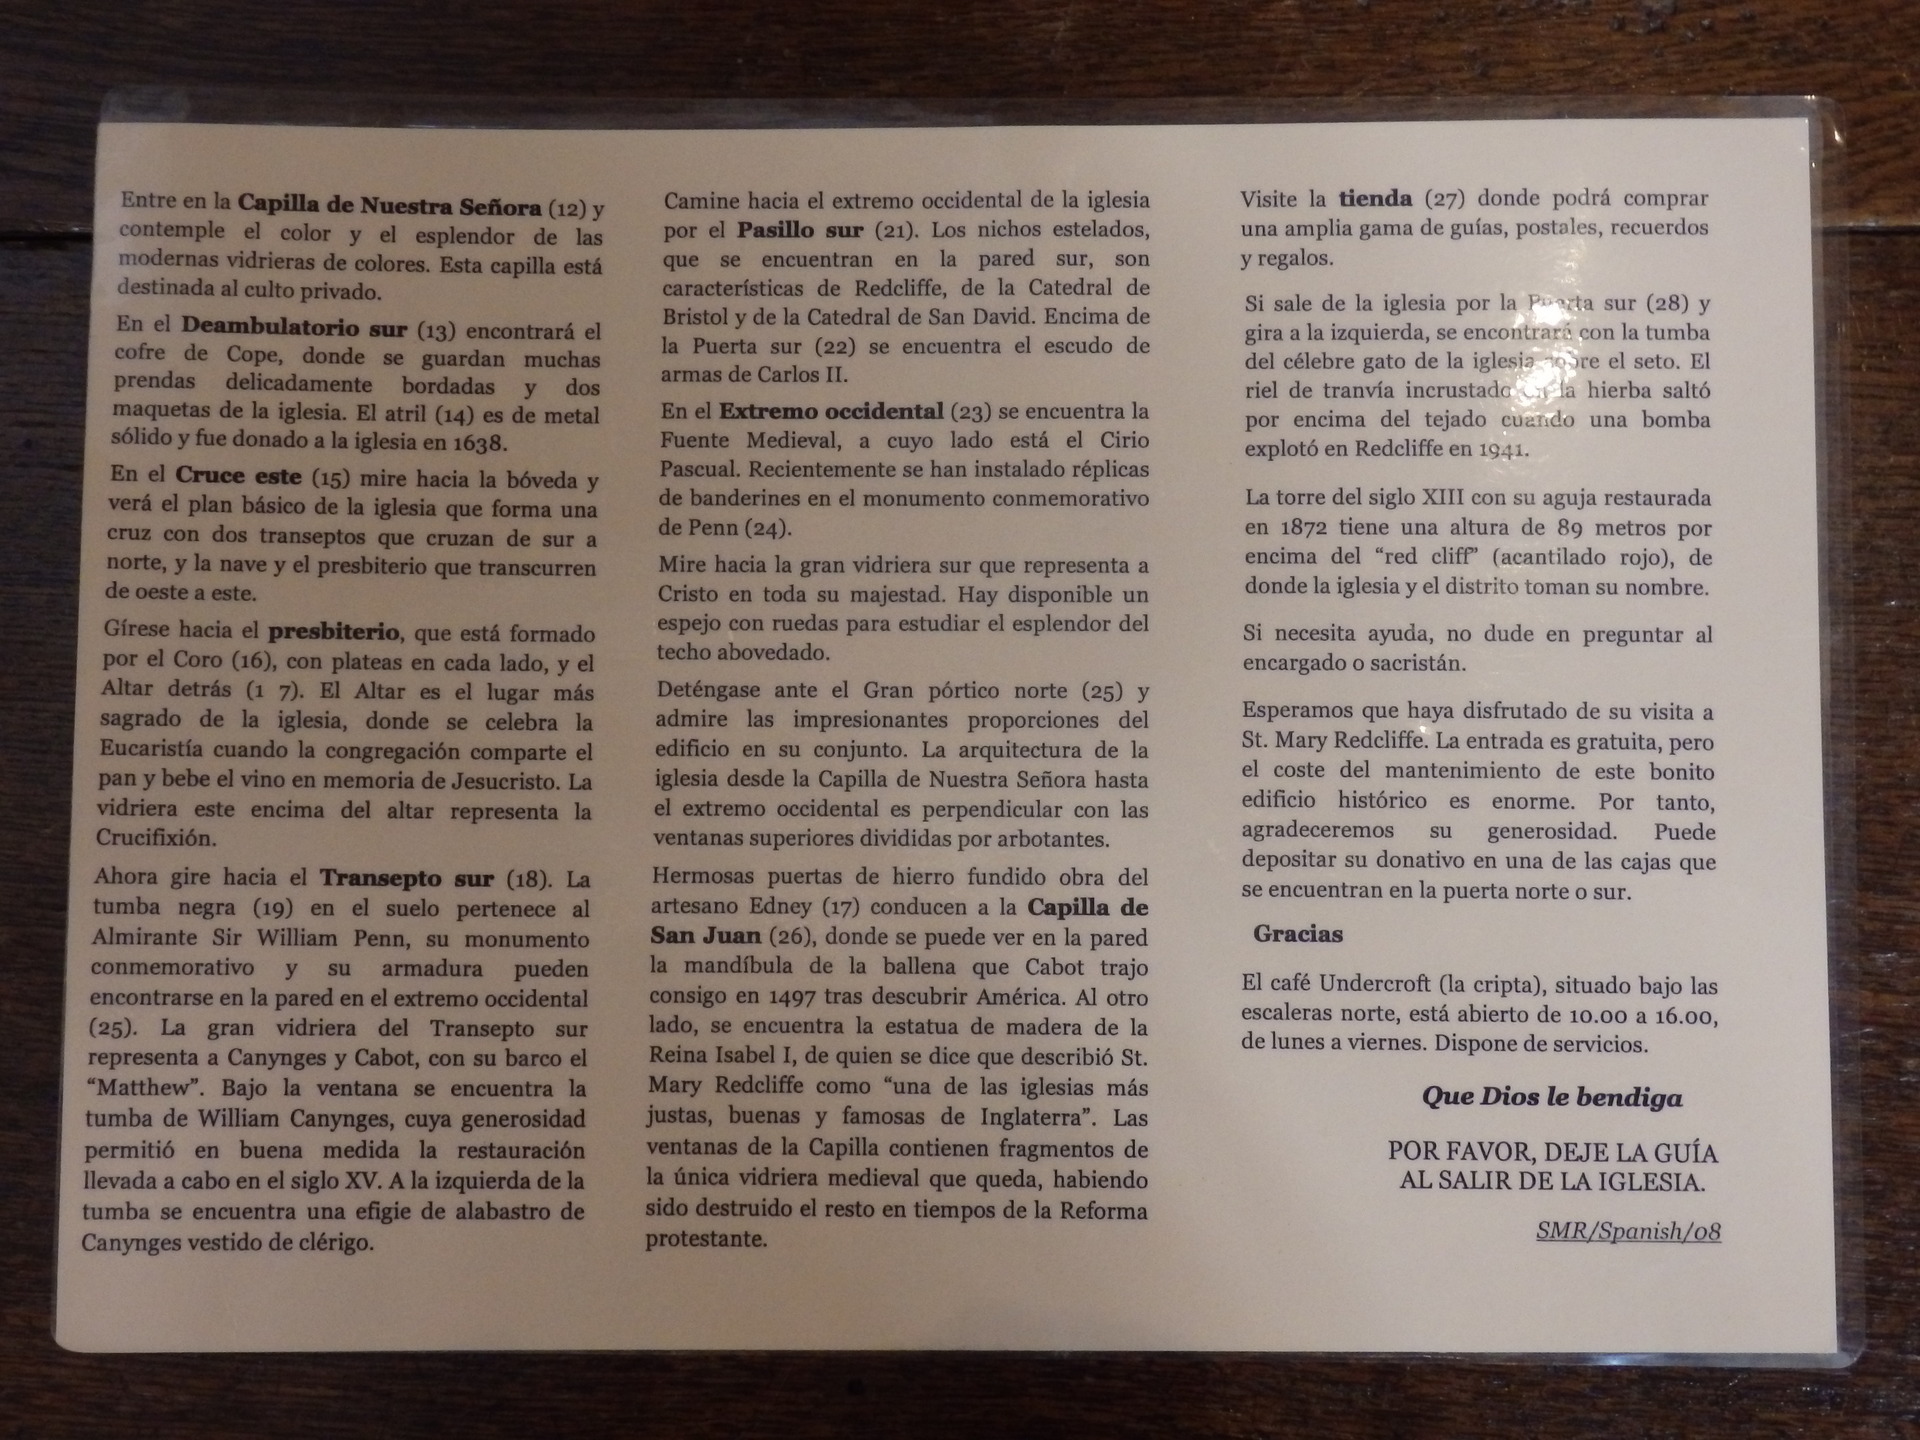 Entre en la Capilla de Nuestra Señora (12) y
contemple el color y el esplendor de las
modernas vidrieras de colores. Esta capilla está
destinada al culto privado.
En el Deambulatorio sur (13) encontrará el
cofre de Cope, donde se guardan muchas
prendas delicadamente bordadas y dos
maquetas de la iglesia. El atril (14) es de metal
sólido y fue donado a la iglesia en 1638.
En el Cruce este (15) mire hacia la bóveda y
verá el plan básico de la iglesia que forma una
cruz con dos transeptos que cruzan de sur a
norte, y la nave y el presbiterio que transcurren
de oeste a este.
Gírese hacia el presbiterio, que está formado
por el Coro (16), con plateas en cada lado, y el
Altar detrás (1 7). El Altar es el lugar más
sagrado de la iglesia, donde se celebra la
Eucaristía cuando la congregación comparte el
pan y bebe el vino en memoria de Jesucristo. La
vidriera este encima del altar representa la
Crucifixión.
Ahora gire hacia el Transepto sur (18). La
tumba negra (19) en el suelo pertenece al
Almirante Sir William Penn, su monumento
conmemorativo y su armadura pueden
encontrarse en la pared en el extremo occidental
(25). La gran vidriera del Transepto sur
representa a Canynges y Cabot, con su barco el
“Matthew”. Bajo la ventana se encuentra la
tumba de William Canynges, cuya generosidad
permitió en buena medida la restauración
llevada a cabo en el siglo XV. A la izquierda de la
tumba se encuentra una efigie de alabastro de
Canynges vestido de clérigo.
Camine hacia el extremo occidental de la iglesia
por el Pasillo sur (21). Los nichos estelados,
que se encuentran en la pared sur, son
características de Redcliffe, de la Catedral de
Bristol y de la Catedral de San David. Encima de
la Puerta sur (22) se encuentra el escudo de
armas de Carlos II.
En el Extremo occidental (23) se encuentra la
Fuente Medieval, a cuyo lado está el Cirio
Pascual. Recientemente se han instalado réplicas
de banderines en el monumento conmemorativo
de Penn (24).
Mire hacia la gran vidriera sur que representa a
Cristo en toda su majestad. Hay disponible un
espejo con ruedas para estudiar el esplendor del
techo abovedado.
Deténgase ante el Gran pórtico norte (25) y
admire las impresionantes proporciones del
edificio en su conjunto. La arquitectura de la
iglesia desde la Capilla de Nuestra Señora hasta
el extremo occidental es perpendicular con las
ventanas superiores divididas por arbotantes.
Hermosas puertas de hierro fundido obra del
artesano Edney (17) conducen a la Capilla de
San Juan (26), donde se puede ver en la pared
la mandíbula de la ballena que Cabot trajo
consigo en 1497 tras descubrir América. Al otro
lado, se encuentra la estatua de madera de la
Reina Isabel I, de quien se dice que describió St.
Mary Redcliffe como “una de las iglesias más
justas, buenas y famosas de Inglaterra”. Las
ventanas de la Capilla contienen fragmentos de
la única vidriera medieval que queda, habiendo
sido destruido el resto en tiempos de la Reforma
protestante.
Visite la tienda (27) donde podrá comprar
una amplia gama de guías, postales, recuerdos
y regalos.
Si sale de la iglesia por la Puerta sur (28) y
gira a la izquierda, se encontrará con la tumba
del célebre gato de la iglesia sobre el seto. El
riel de tranvía incrustado en la hierba saltó
por encima del tejado cuando una bomba
explotó en Redcliffe en 1941.
La torre del siglo XIII con su aguja restaurada
en 1872 tiene una altura de 89 metros por
encima del “red cliff” (acantilado rojo), de
donde la iglesia y el distrito toman su nombre.
Si necesita ayuda, no dude en preguntar al
encargado o sacristán.
Esperamos que haya disfrutado de su visita a
St. Mary Redcliffe. La entrada es gratuita, pero
el coste del mantenimiento de este bonito
edificio histórico es enorme. Por tanto,
agradeceremos su generosidad. Puede
depositar su donativo en una de las cajas que
se encuentran en la puerta norte o sur.
Gracias
El café Undercroft (la cripta), situado bajo las
escaleras norte, está abierto de 10.00 a 16.00,
de lunes a viernes. Dispone de servicios.
Que Dios le bendiga
POR FAVOR, DEJE LA GUÍA
AL SALIR DE LA IGLESIA.
SMR/Spanish/08